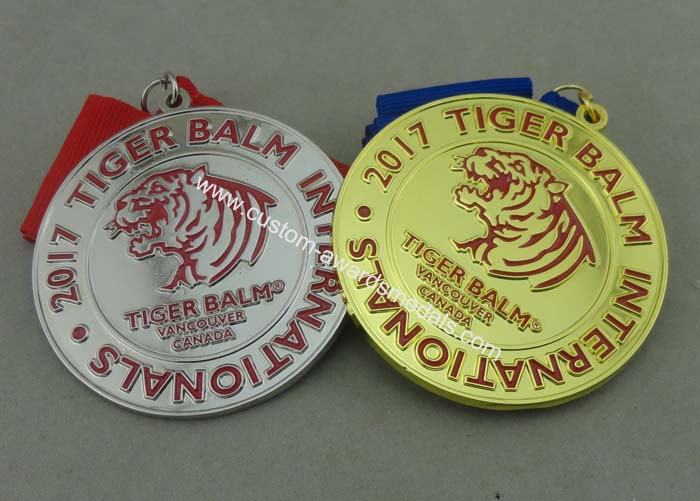 2017 TIGER BALM INTERNATIONALS •
TIGER BALM®
VANCOUVER
CANADA
2017 TIGER BALM INTERNATIONALS •
TIGER BALM®
VANCOUVER
CANADA
www.custom-awardsmedals.com